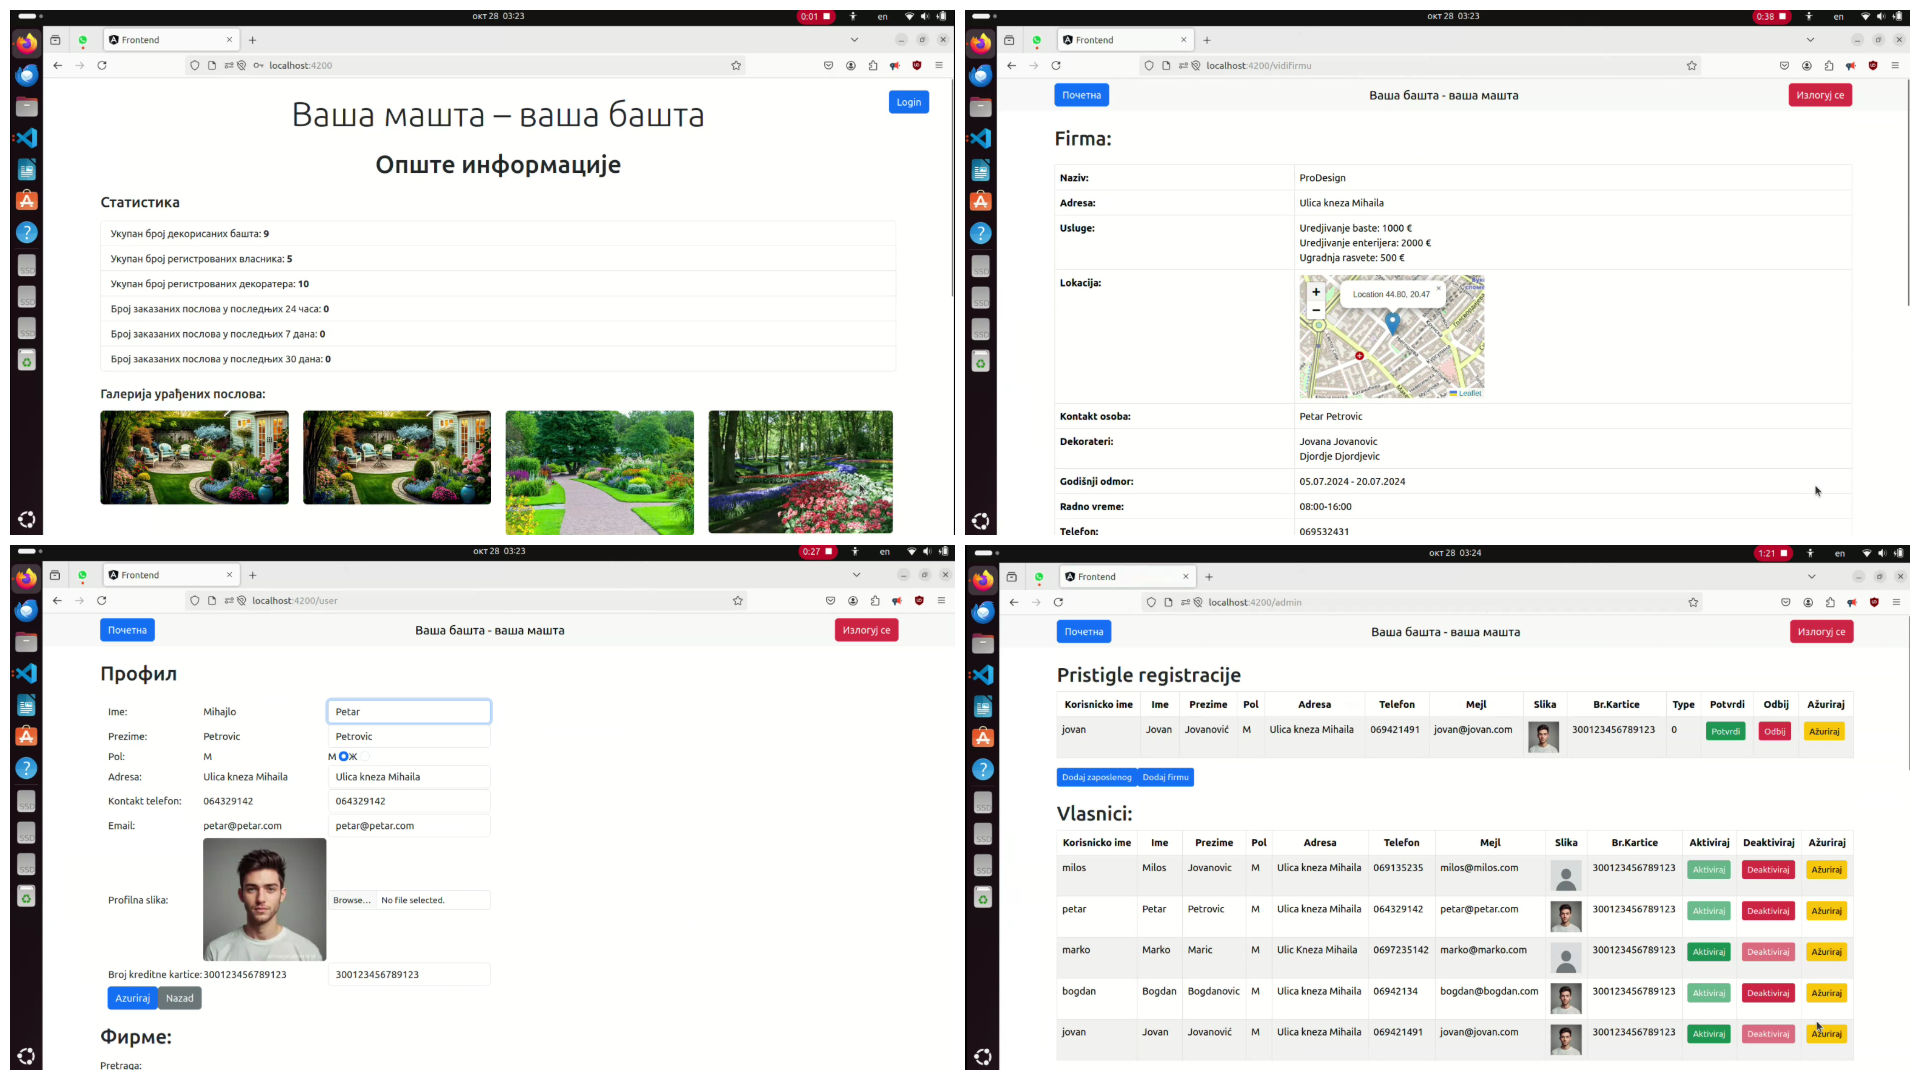 окт 28 03:23
0:01
en
Frontend
localhost:4200
Ваша машта – ваша башта
Login
Опште информације
Статистика
Укупан број декорисаних башта: 9
Укупан број регистрованих власника: 5
Укупан број регистрованих декоратера: 10
Број заказаних послова у последњих 24 часа: 0
Број заказаних послова у последњих 7 дана: 0
Број заказаних послова у последњих 30 дана: 0
Галерија урађених послова:
окт 28 03:23
0:38
en
Frontend
localhost:4200/vidifirmu
Почетна
Ваша башта - ваша машта
Излогуј се
Firma:
Naziv: ProDesign
Adresa: Ulica kneza Mihaila
Usluge: Uredjivanje baste: 1000 €
Uredjivanje enterijera: 2000 €
Ugradnja rasvete: 500 €
Lokacija:
+
Location 44.80, 20.47 ×
−
Leaflet
Kontakt osoba: Petar Petrovic
Dekorateri: Jovana Jovanovic
Djordje Djordjevic
Godišnji odmor: 05.07.2024 - 20.07.2024
Radno vreme: 08:00-16:00
Telefon: 069532431
окт 28 03:23
0:27
en
Frontend
localhost:4200/user
Почетна
Ваша башта - ваша машта
Излогуј се
Профил
Ime: Mihajlo Petar
Prezime: Petrovic Petrovic
Pol: M М Ж
Adresa: Ulica kneza Mihaila Ulica kneza Mihaila
Kontakt telefon: 064329142 064329142
Email: petar@petar.com petar@petar.com
Profilna slika: Browse... No file selected.
Broj kreditne kartice: 300123456789123 300123456789123
Azuriraj Nazad
Фирме:
Pretraga:
окт 28 03:24
1:21
en
Frontend
localhost:4200/admin
Почетна
Ваша башта - ваша машта
Излогуј се
Pristigle registracije
Korisnicko ime Ime Prezime Pol Adresa Telefon Mejl Slika Br.Kartice Type Potvrdi Odbij Ažuriraj
jovan Jovan Jovanović M Ulica kneza Mihaila 069421491 jovan@jovan.com 300123456789123 0 Potvrdi Odbij Ažuriraj
Dodaj zaposlenog Dodaj firmu
Vlasnici:
Korisnicko ime Ime Prezime Pol Adresa Telefon Mejl Slika Br.Kartice Aktiviraj Deaktiviraj Ažuriraj
milos Milos Jovanovic M Ulica kneza Mihaila 069135235 milos@milos.com 300123456789123 Aktiviraj Deaktiviraj Ažuriraj
petar Petar Petrovic M Ulica kneza Mihaila 064329142 petar@petar.com 300123456789123 Aktiviraj Deaktiviraj Ažuriraj
marko Marko Maric M Ulic Kneza Mihaila 0697235142 marko@marko.com 300123456789123 Aktiviraj Deaktiviraj Ažuriraj
bogdan Bogdan Bogdanovic M Ulica kneza Mihaila 06942134 bogdan@bogdan.com 300123456789123 Aktiviraj Deaktiviraj Ažuriraj
jovan Jovan Jovanović M Ulica kneza Mihaila 069421491 jovan@jovan.com 300123456789123 Aktiviraj Deaktiviraj Ažuriraj